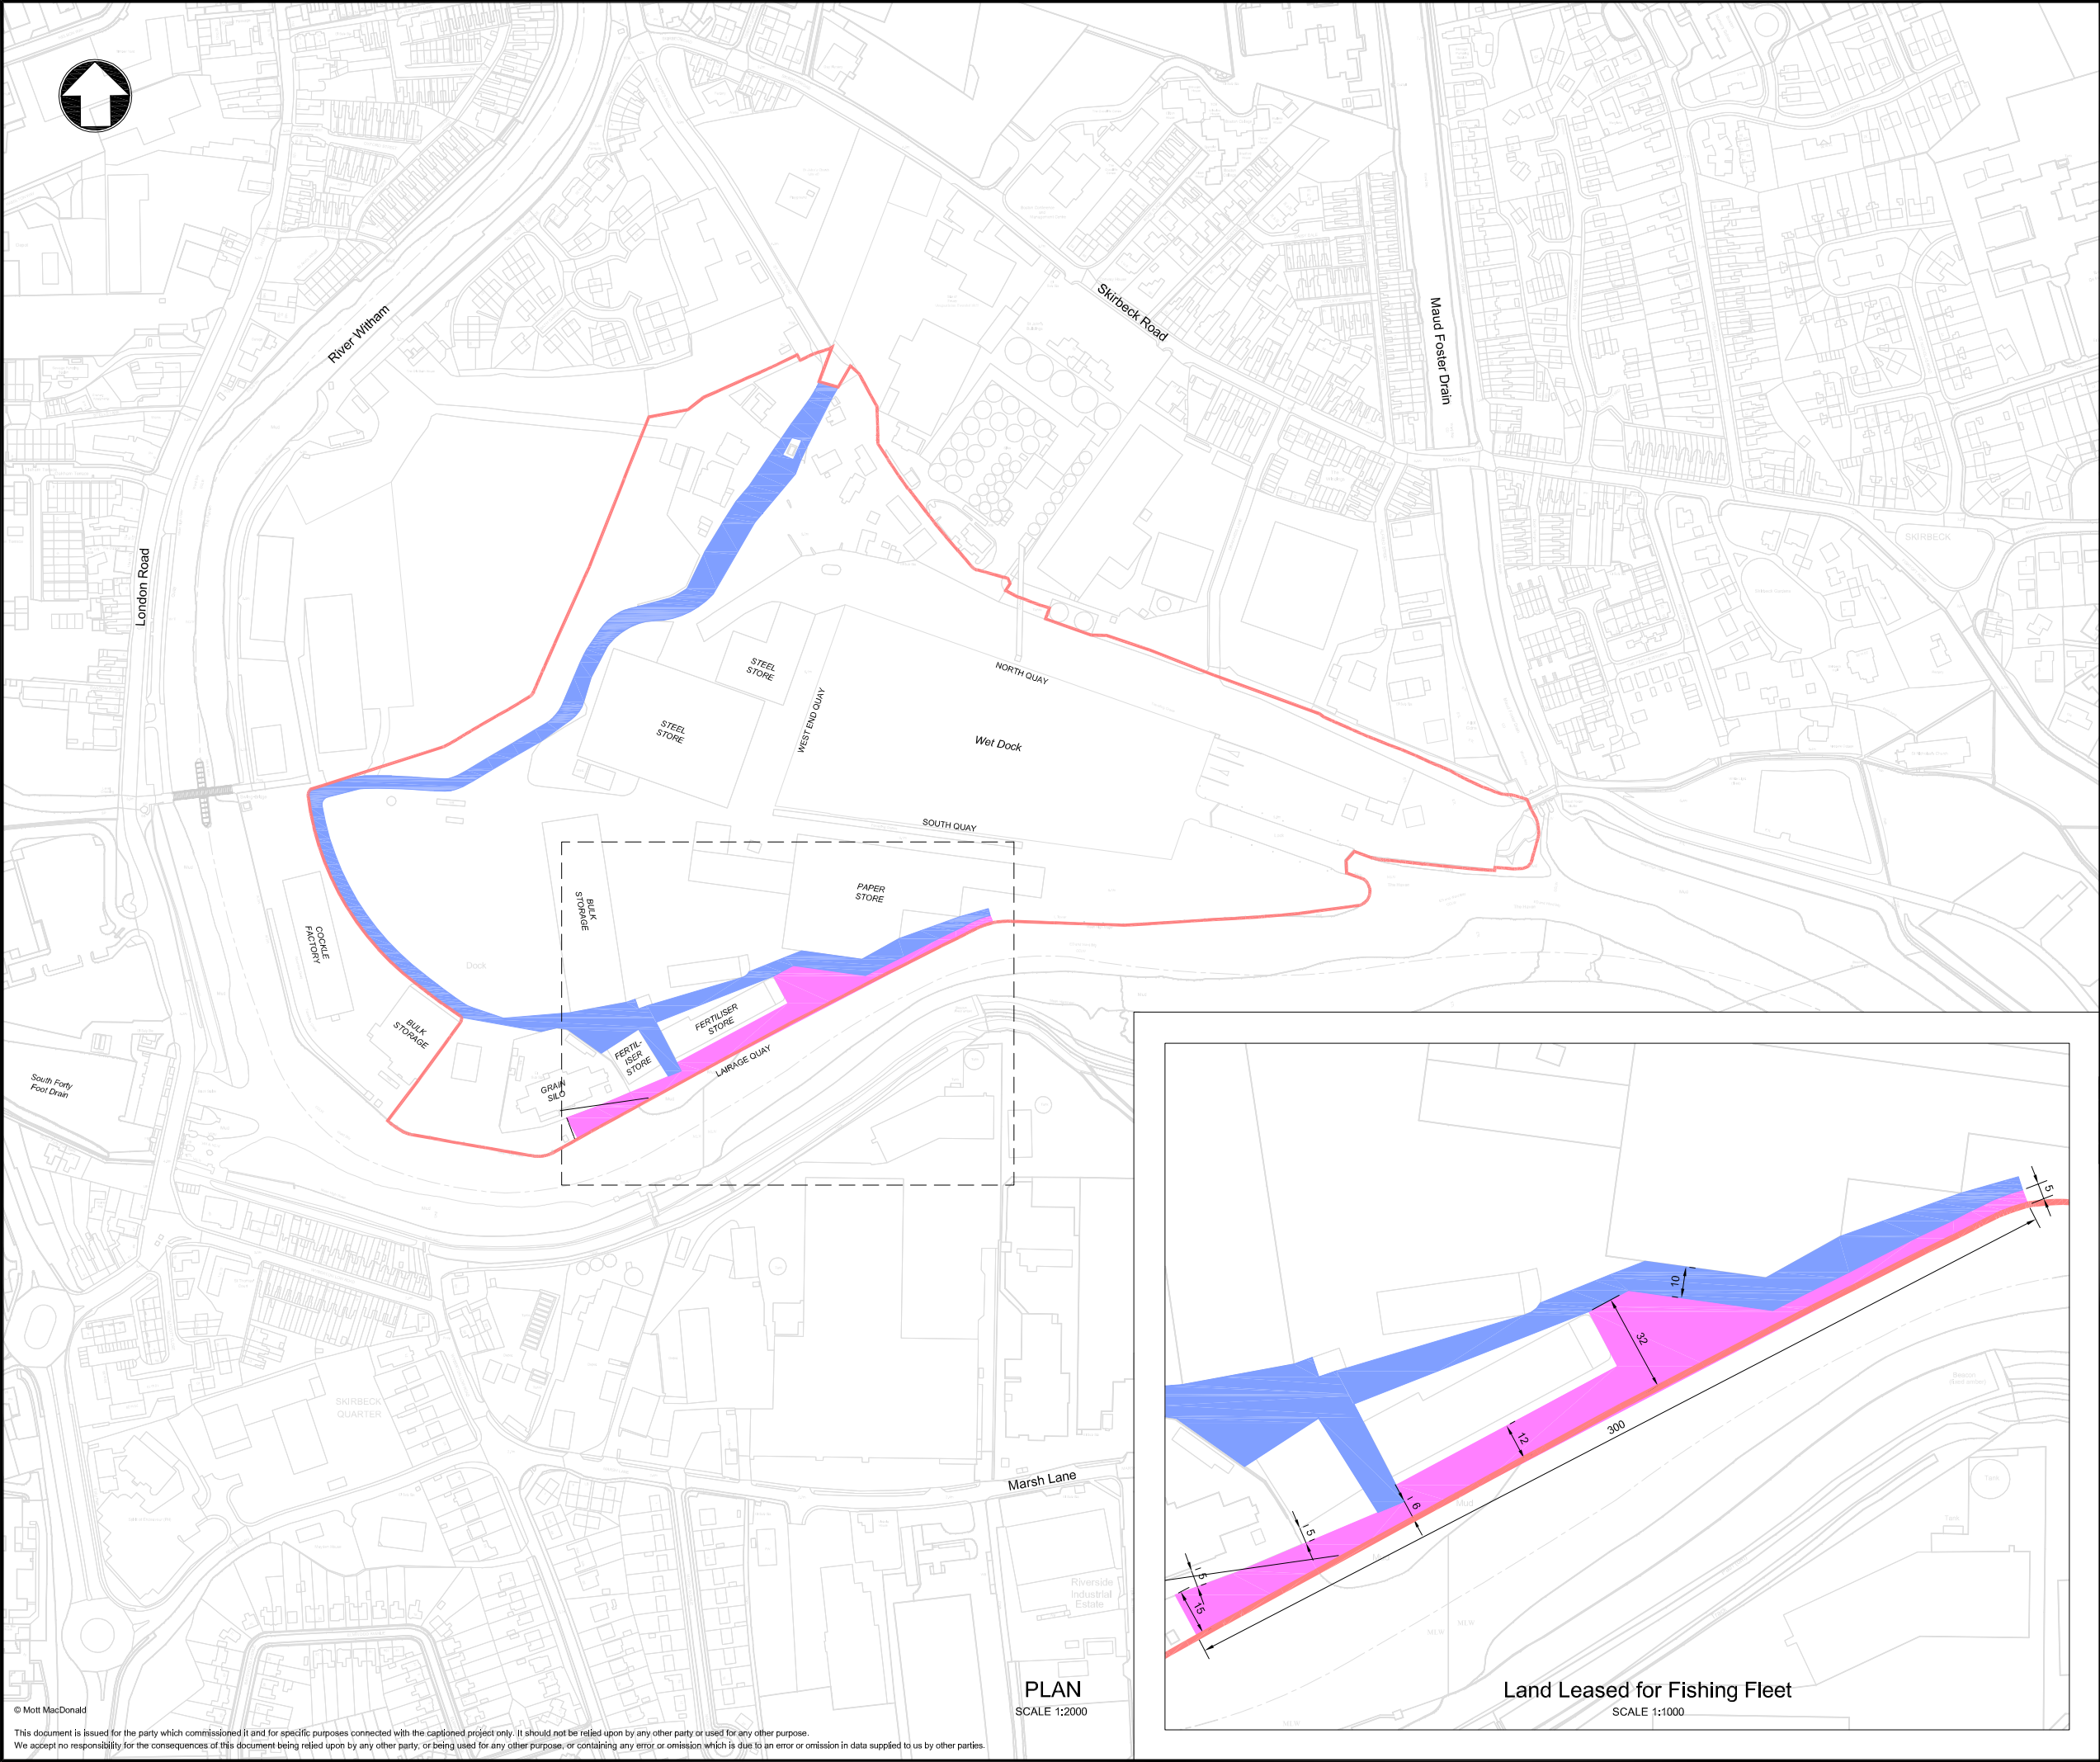 River Witham
Skirbeck Road
Maud Foster Drain
London Road
SKIRBECK
STEEL
STORE
NORTH QUAY
WEST END QUAY
STEEL
STORE
Wet Dock
SOUTH QUAY
PAPER
STORE
BULK
STORAGE
COCKLE
FACTORY
Dock
BULK
STORAGE
FERTILISER
STORE
FERTIL-
ISER
STORE
LAIRAGE QUAY
GRAIN
SILO
South Forty
Foot Drain
SKIRBECK
QUARTER
Marsh Lane
Riverside
Industrial
Estate
5
10
32
300
12
6
5
5
15
Mud
Tank
MLW
MLW
MLW
PLAN
SCALE 1:2000
Land Leased for Fishing Fleet
SCALE 1:1000
© Mott MacDonald
This document is issued for the party which commissioned it and for specific purposes connected with the captioned project only. It should not be relied upon by any other party or used for any other purpose.
We accept no responsibility for the consequences of this document being relied upon by any other party, or being used for any other purpose, or containing any error or omission which is due to an error or omission in data supplied to us by other parties.